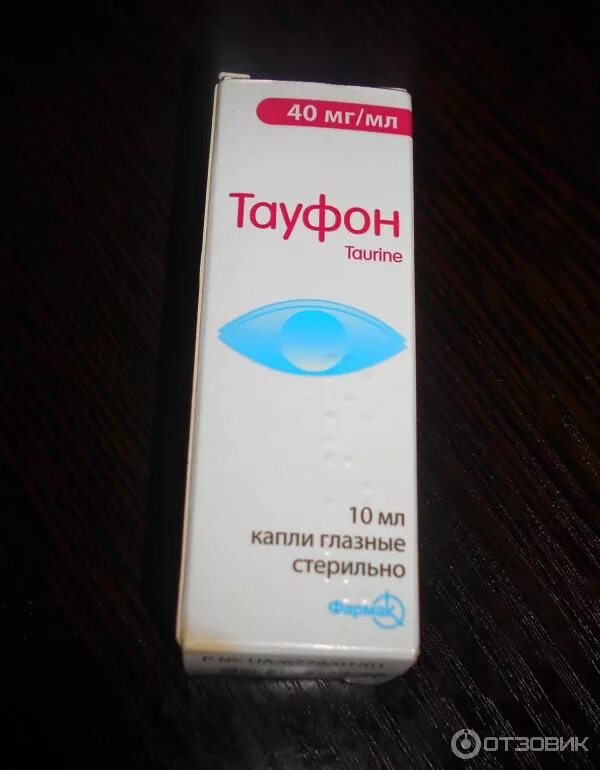 40 мг/мл
Тауфон
Taurine
10 мл
капли глазные
стерильно
Фармак
ОТЗОВИК